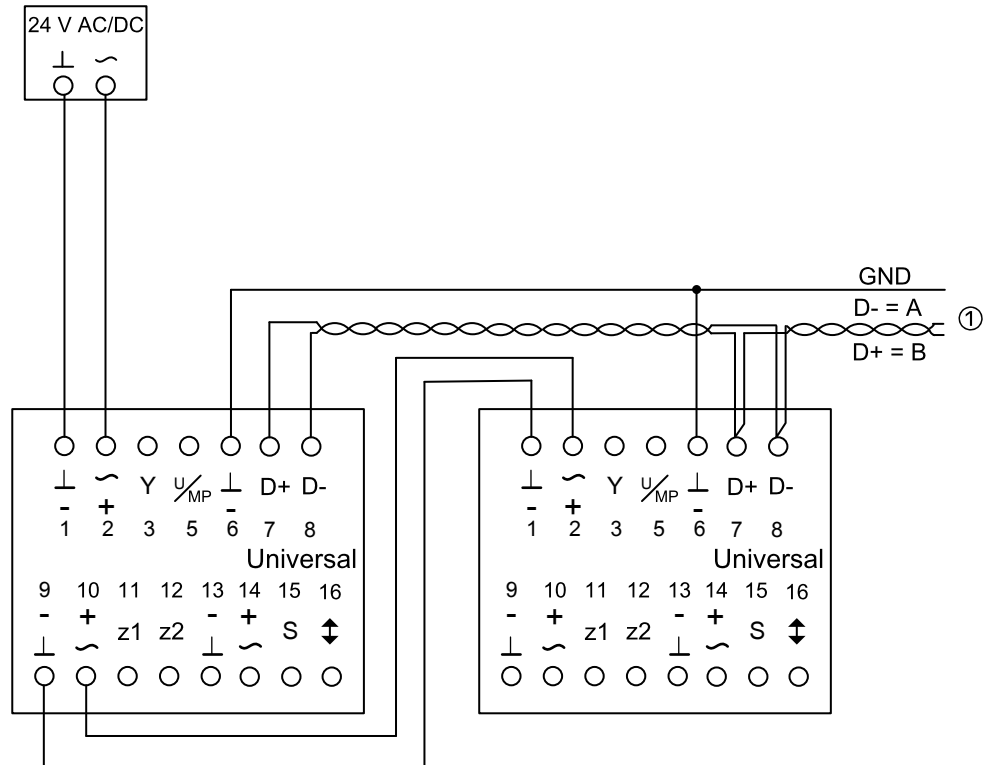 24 V AC/DC
⊥ ~
GND
D- = A
①
D+ = B
⊥ ~ Y U/MP ⊥ D+ D-
- + -
1 2 3 5 6 7 8
Universal
9 10 11 12 13 14 15 16
- + z1 z2 - + S ↕
⊥ ~ ⊥ ~
⊥ ~ Y U/MP ⊥ D+ D-
- + -
1 2 3 5 6 7 8
Universal
9 10 11 12 13 14 15 16
- + z1 z2 - + S ↕
⊥ ~ ⊥ ~